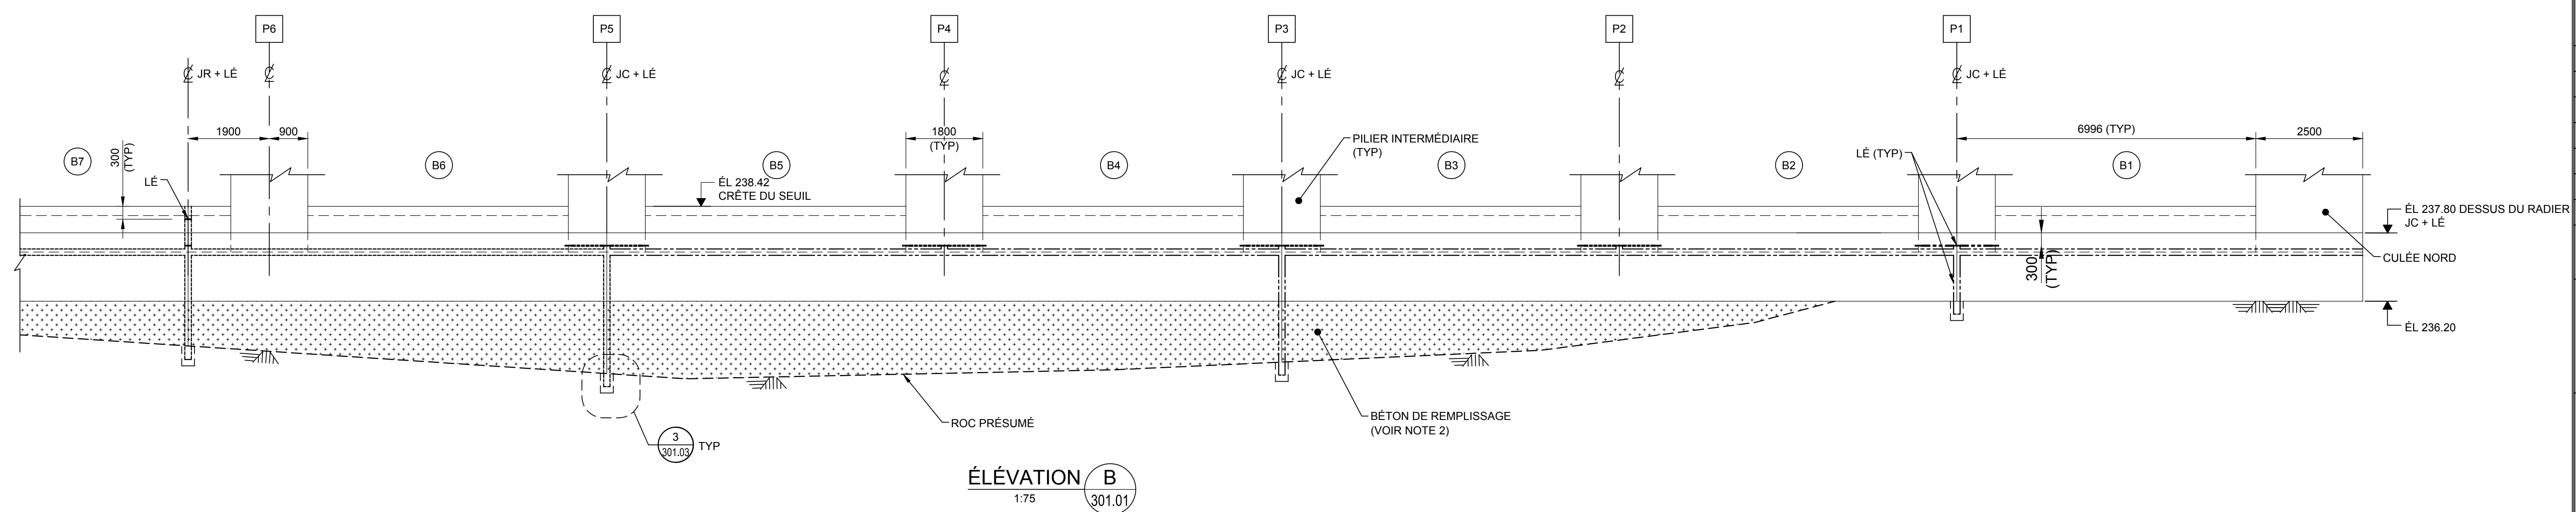 P6
P5
P4
P3
P2
P1
JR + LÉ
JC + LÉ
JC + LÉ
JC + LÉ
1900
900
1800
(TYP)
6996 (TYP)
2500
300
(TYP)
B7
B6
B5
B4
B3
B2
B1
LÉ
ÉL 238.42
CRÊTE DU SEUIL
PILIER INTERMÉDIAIRE
(TYP)
LÉ (TYP)
ÉL 237.80 DESSUS DU RADIER
JC + LÉ
CULÉE NORD
300
(TYP)
ÉL 236.20
ROC PRÉSUMÉ
BÉTON DE REMPLISSAGE
(VOIR NOTE 2)
3
301.03
TYP
ÉLÉVATION
1:75
B
301.01